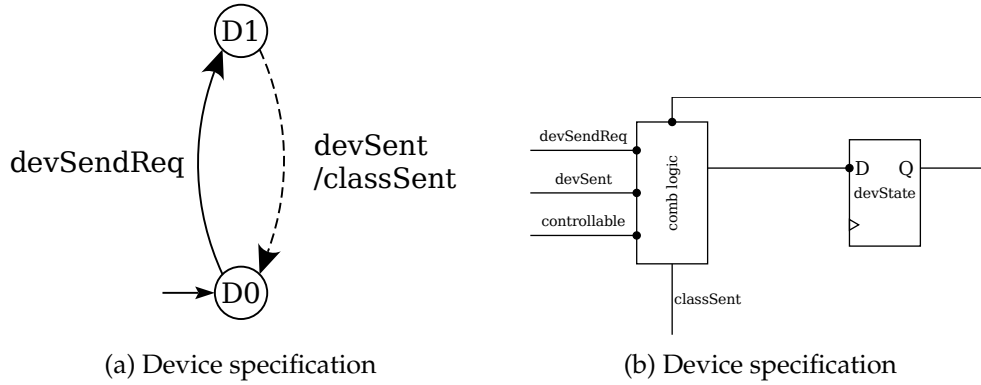 D1
devSendReq
devSent
/classSent
D0
(a) Device specification
devSendReq
devSent
controllable
comb logic
D Q
devState
classSent
(b) Device specification